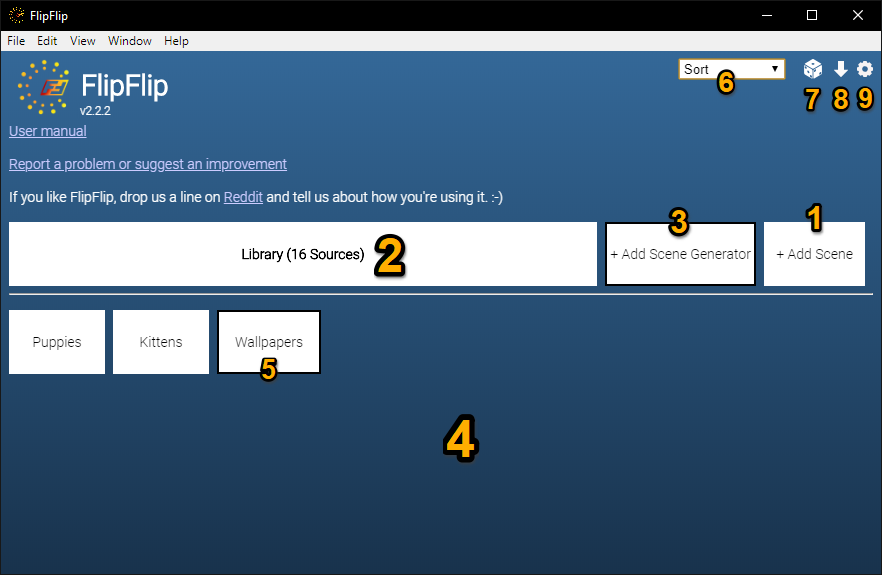 FlipFlip
File Edit View Window Help
FlipFlip
v2.2.2
Sort
6
7 8 9
User manual
Report a problem or suggest an improvement
If you like FlipFlip, drop us a line on Reddit and tell us about how you're using it. :-)
Library (16 Sources) 2
3
+ Add Scene Generator
1
+ Add Scene
Puppies Kittens Wallpapers
5
4